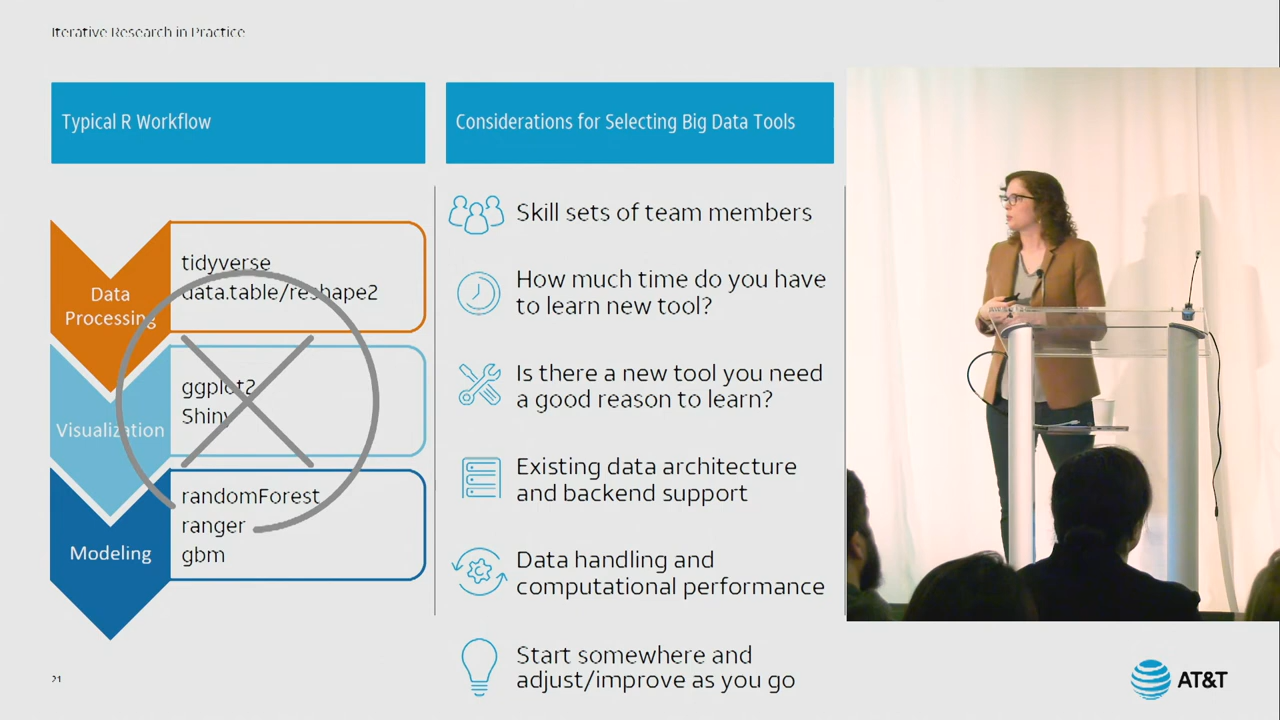 Iterative Research in Practice
Typical R Workflow
Data
Processing
tidyverse
data.table/reshape2
Visualization
ggplot2
Shiny
Modeling
randomForest
ranger
gbm
Considerations for Selecting Big Data Tools
Skill sets of team members
How much time do you have
to learn new tool?
Is there a new tool you need
a good reason to learn?
Existing data architecture
and backend support
Data handling and
computational performance
Start somewhere and
adjust/improve as you go
21
AT&T